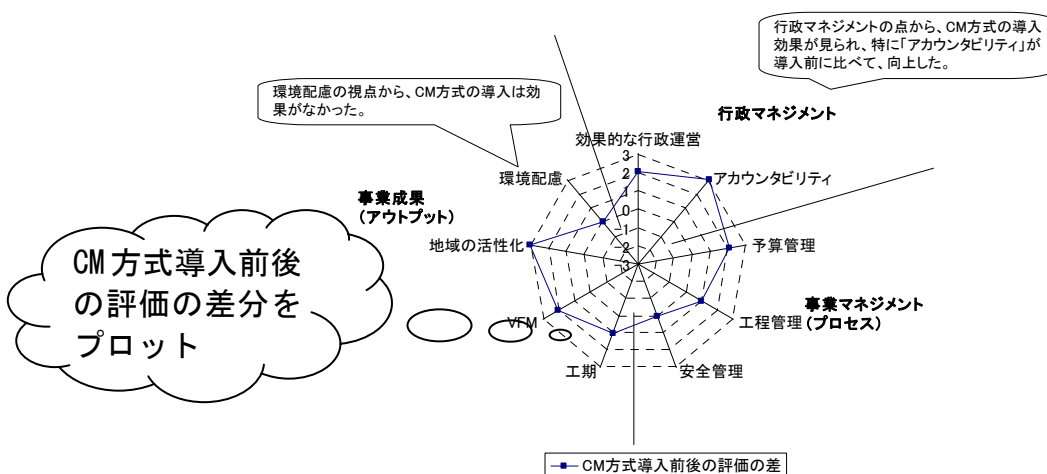 行政マネジメントの点から、CM方式の導入
効果が見られ、特に「アカウンタビリティ」が
導入前に比べて、向上した。
環境配慮の視点から、CM方式の導入は効
果がなかった。
行政マネジメント
効果的な行政運営
3
2
1
0
-1
-2
-3
アカウンタビリティ
環境配慮
事業成果
(アウトプット)
地域の活性化
予算管理
CM方式導入前後
の評価の差分を
プロット
事業マネジメント
(プロセス)
VFM
工程管理
工期
安全管理
CM方式導入前後の評価の差